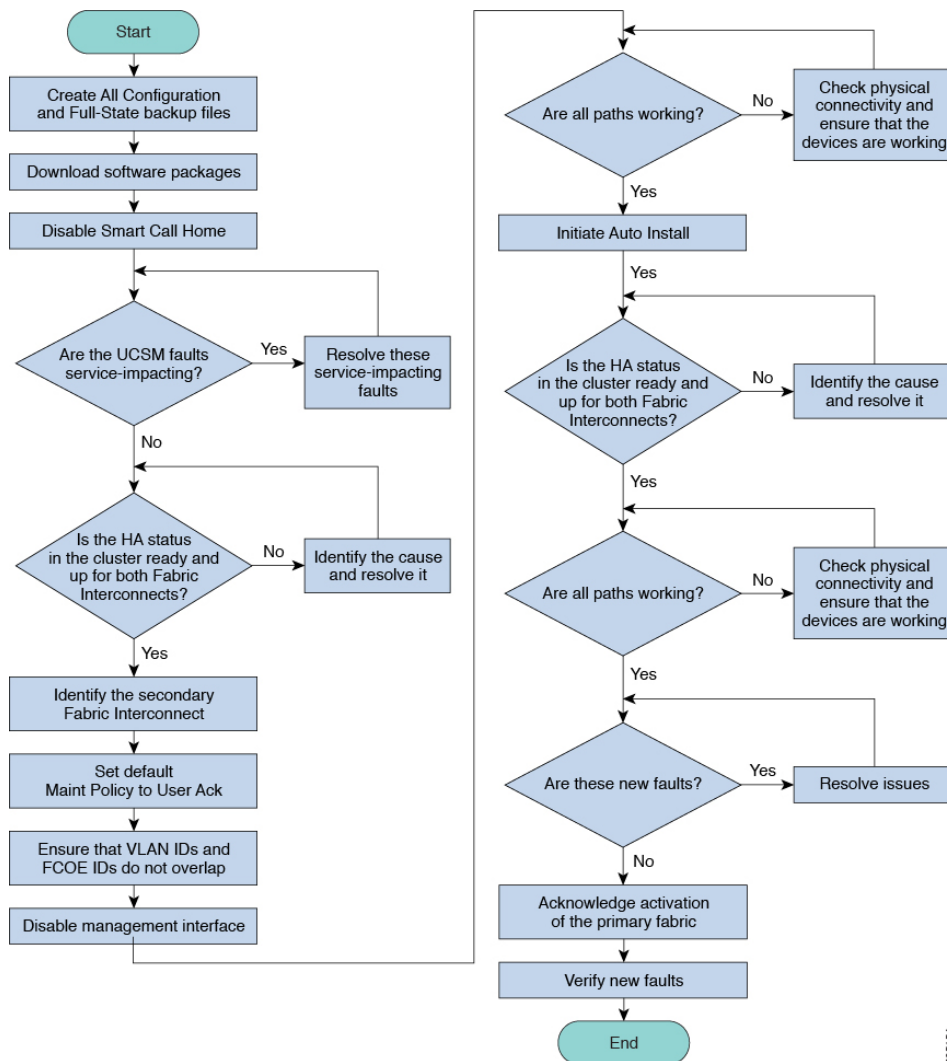 Start
Create All Configuration
and Full-State backup files
Download software packages
Disable Smart Call Home
Are the UCSM faults
service-impacting?
Yes
Resolve these
service-impacting
faults
No
Is the HA status
in the cluster ready and
up for both Fabric
Interconnects?
No
Identify the cause
and resolve it
Yes
Identify the secondary
Fabric Interconnect
Set default
Maint Policy to User Ack
Ensure that VLAN IDs and
FCOE IDs do not overlap
Disable management interface
Are all paths working?
No
Check physical
connectivity and
ensure that the
devices are working
Yes
Initiate Auto Install
Yes
Is the HA status
in the cluster ready and
up for both Fabric
Interconnects?
No
Identify the cause
and resolve it
Yes
Are all paths working?
No
Check physical
connectivity and
ensure that the
devices are working
Yes
Are these new faults?
Yes
Resolve issues
No
Acknowledge activation
of the primary fabric
Verify new faults
End